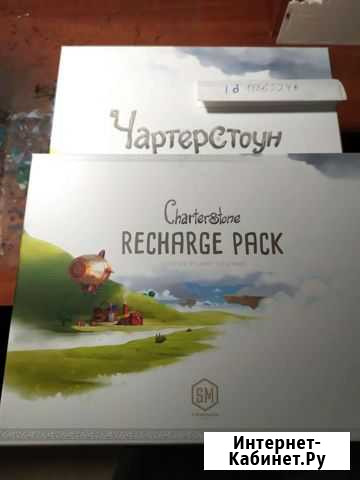 Чартерстоун
Charterstone
RECHARGE PACK
SM
Интернет-
Кабинет.Ру